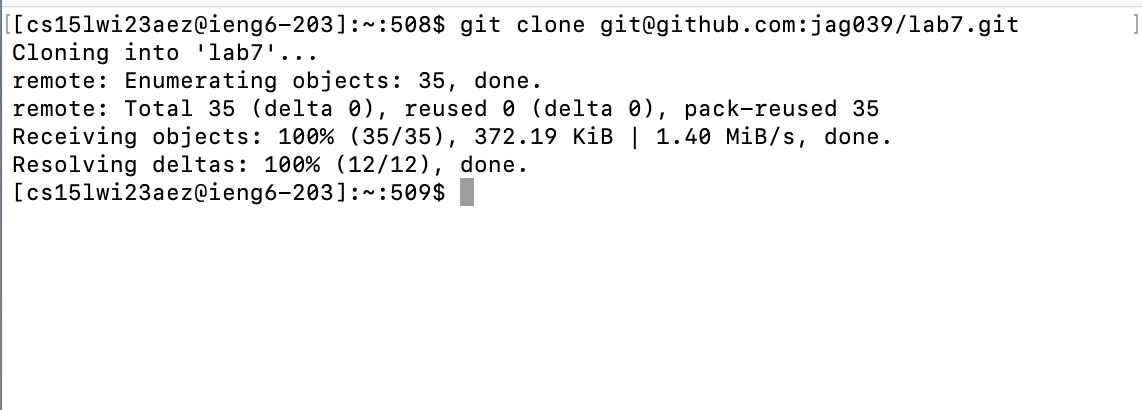 [[cs15lwi23aez@ieng6-203]:~:508$ git clone git@github.com:jag039/lab7.git ]
Cloning into 'lab7'...
remote: Enumerating objects: 35, done.
remote: Total 35 (delta 0), reused 0 (delta 0), pack-reused 35
Receiving objects: 100% (35/35), 372.19 KiB | 1.40 MiB/s, done.
Resolving deltas: 100% (12/12), done.
[cs15lwi23aez@ieng6-203]:~:509$